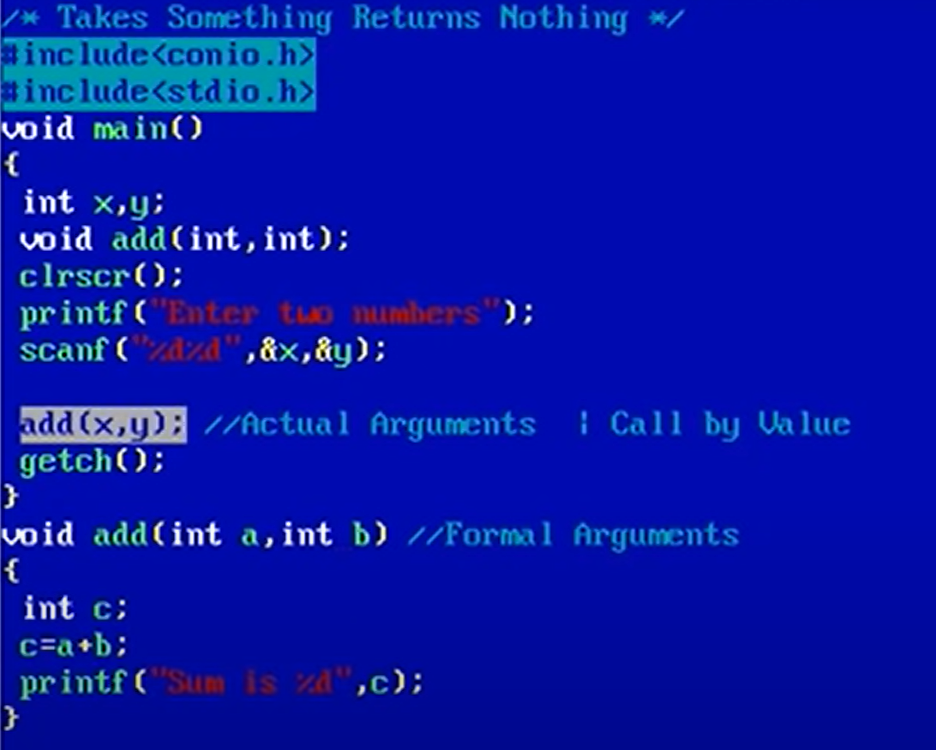 /* Takes Something Returns Nothing */
#include<conio.h>
#include<stdio.h>
void main()
{
 int x,y;
 void add(int,int);
 clrscr();
 printf("Enter two numbers");
 scanf("%d%d",&x,&y);

 add(x,y); //Actual Arguments  | Call by Value
 getch();
}
void add(int a,int b) //Formal Arguments
{
 int c;
 c=a+b;
 printf("Sum is %d",c);
}